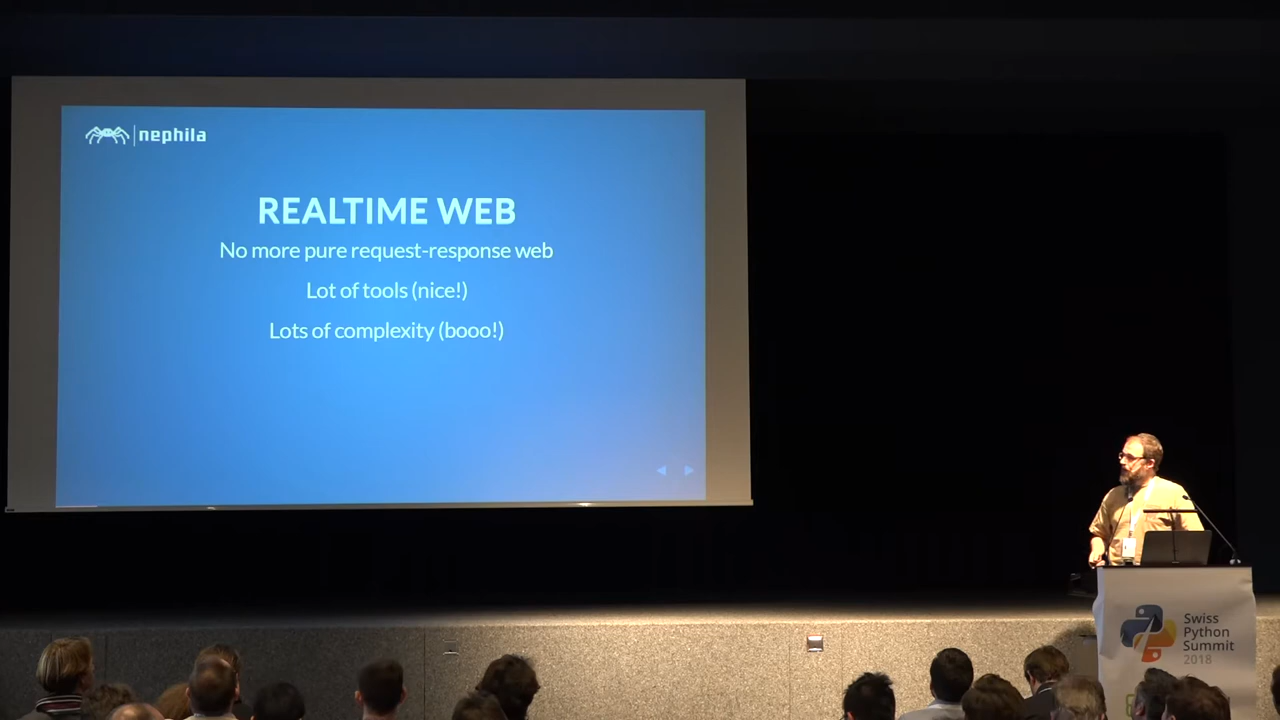 nephila
REALTIME WEB
No more pure request-response web
Lot of tools (nice!)
Lots of complexity (booo!)
Swiss
Python
Summit
2018